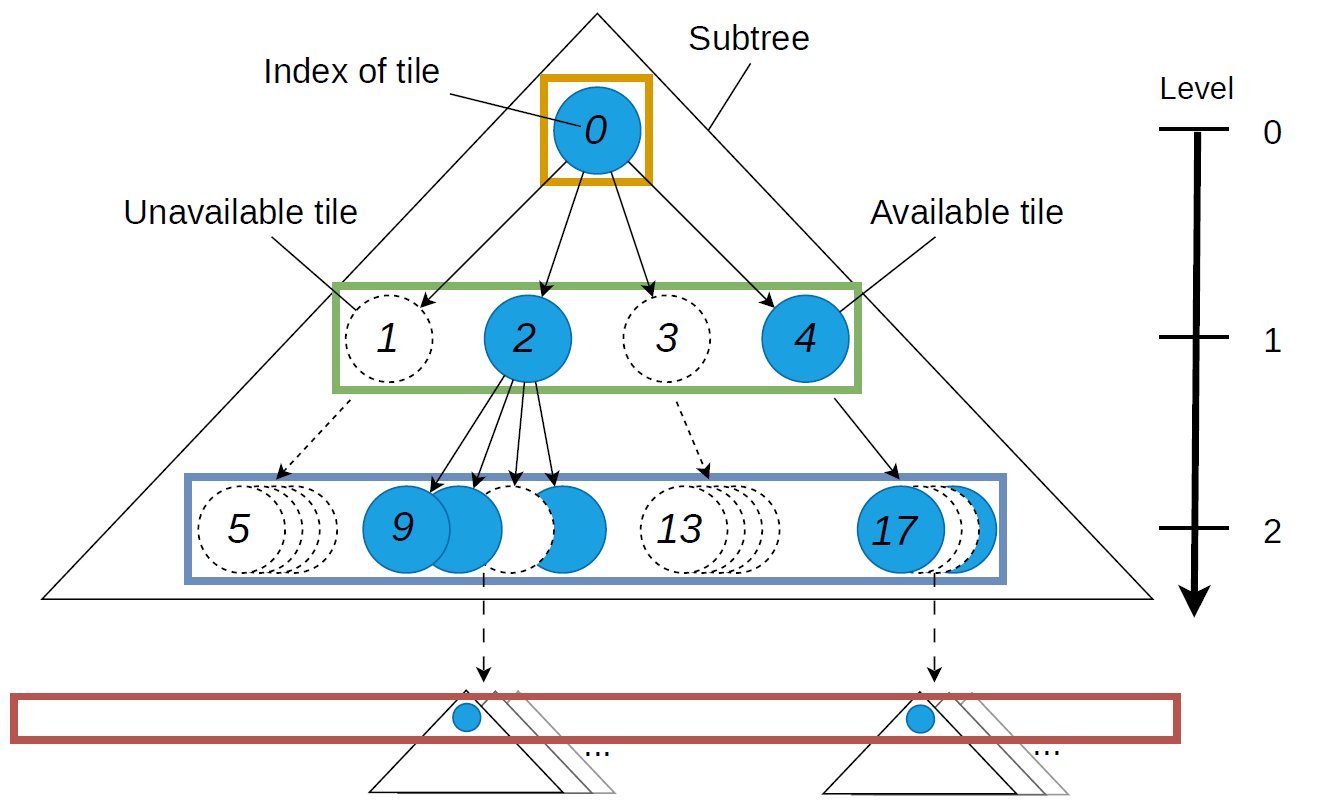 Subtree
Index of tile
Level
0
0
Unavailable tile
Available tile
1
2
3
4
1
5
9
13
17
2
...
...